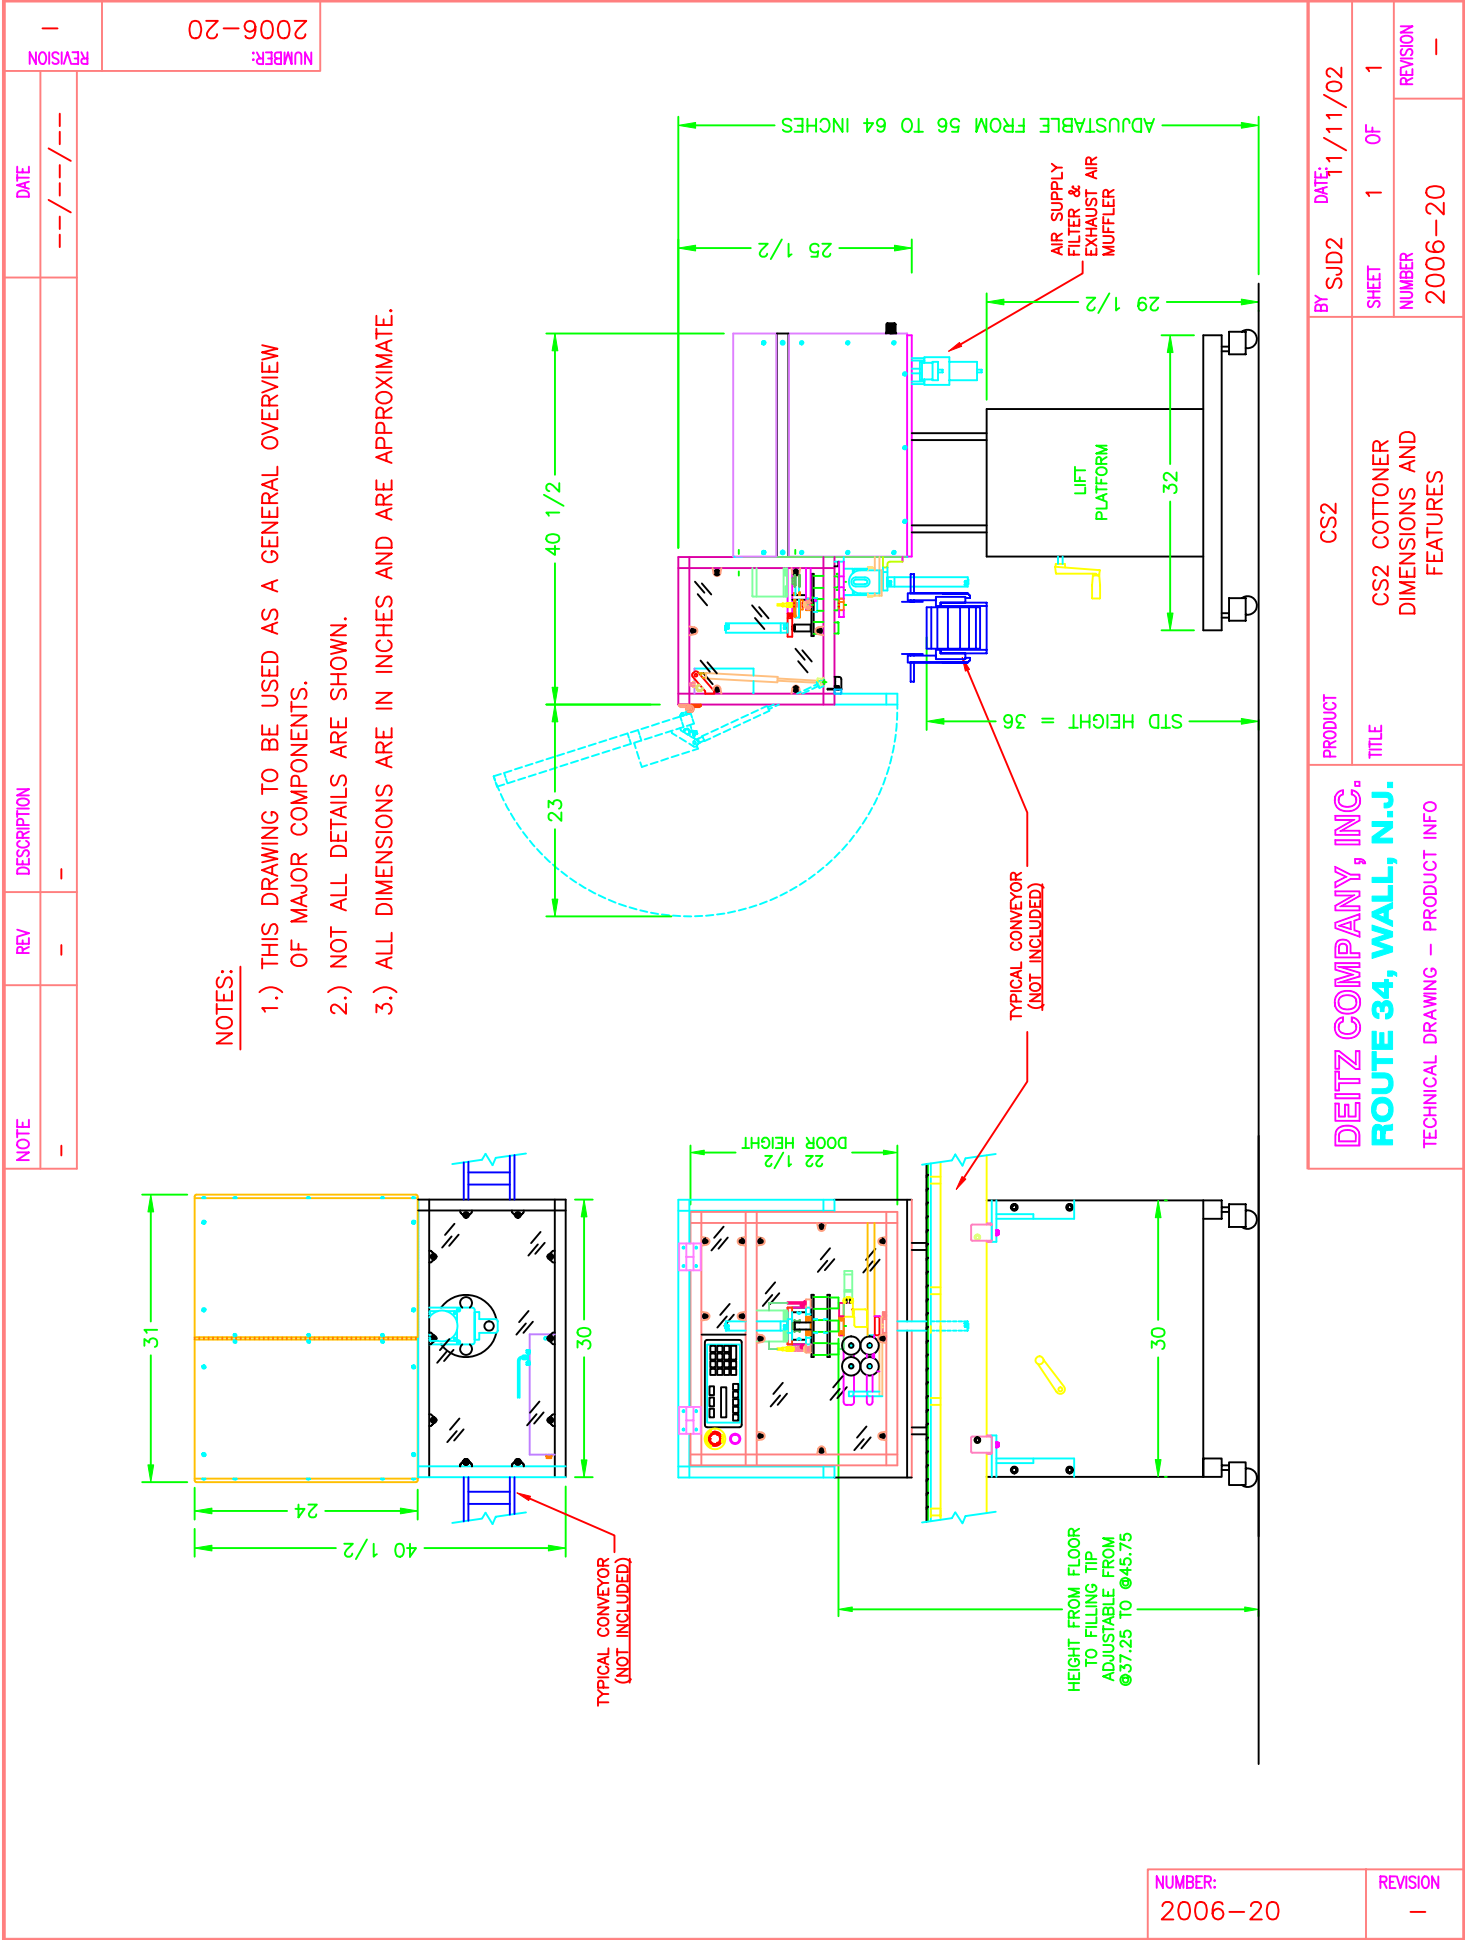 NUMBER:
2006-20
REVISION
-
NOTE
REV
DESCRIPTION
DATE
-
-
-
--/--/--
NOTES:
1.) THIS DRAWING TO BE USED AS A GENERAL OVERVIEW
OF MAJOR COMPONENTS.
2.) NOT ALL DETAILS ARE SHOWN.
3.) ALL DIMENSIONS ARE IN INCHES AND ARE APPROXIMATE.
31
24
40 1/2
30
TYPICAL CONVEYOR
(NOT INCLUDED)
22 1/2
DOOR HEIGHT
30
HEIGHT FROM FLOOR
TO FILLING TIP
ADJUSTABLE FROM
@37.25 TO @45.75
TYPICAL CONVEYOR
(NOT INCLUDED)
23
40 1/2
STD HEIGHT = 36
25 1/2
29 1/2
ADJUSTABLE FROM 56 TO 64 INCHES
AIR SUPPLY
FILTER &
EXHAUST AIR
MUFFLER
LIFT
PLATFORM
32
DEITZ COMPANY, INC.
ROUTE 34, WALL, N.J.
TECHNICAL DRAWING - PRODUCT INFO
PRODUCT
CS2
TITLE
CS2 COTTONER
DIMENSIONS AND
FEATURES
BY SJD2
DATE: 11/11/02
SHEET 1 OF 1
NUMBER
2006-20
REVISION
-
NUMBER:
2006-20
REVISION
-